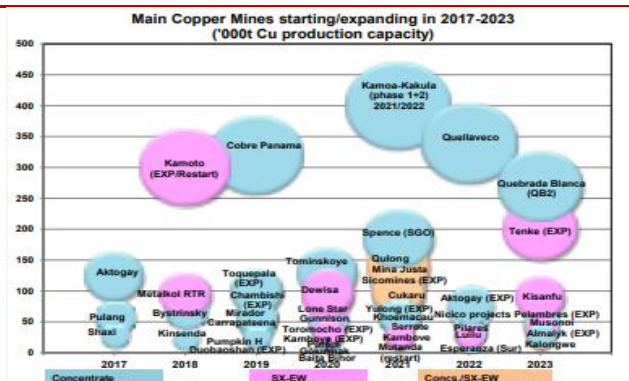 Main Copper Mines starting/expanding in 2017-2023
('000t Cu production capacity)
500
450
400
350
300
250
200
150
100
50
0
Aktogay
Pulang
Shaxi
Kamoto
(EXP/Restart)
Metalkol RTR
Bystrinsky
Kinsenda
Cobre Panama
Toquepala
(EXP)
Chambishi
(EXP)
Mirador
Carrapateena
Pumpkin H
Duobaoshan (EXP)
Tominskoye
Dewisa
Lone Star
Gunnison
Toromocho (EXP)
Kamboye (EXP)
Baita Bihor
Kamoa-Kakula
(phase 1+2)
2021/2022
Spence (SGO)
Qulong
Mina Justa
Sicomines (EXP)
Cukaru
Yulong (EXP)
Khoemacau
Serrote
Kambove
Mutanda
(restart)
Quellaveco
Aktogay (EXP)
Nicico projects
Pilares
Luilu
Esperanza (Sur)
Quebrada Blanca
(QB2)
Tenke (EXP)
Kisanfu
Pelambres (EXP)
Musonoi
Almalyk (EXP)
Kalongwe
2017
2018
2019
2020
2021
2022
2023
Concentrate
SX-EW
Concs./SX-EW